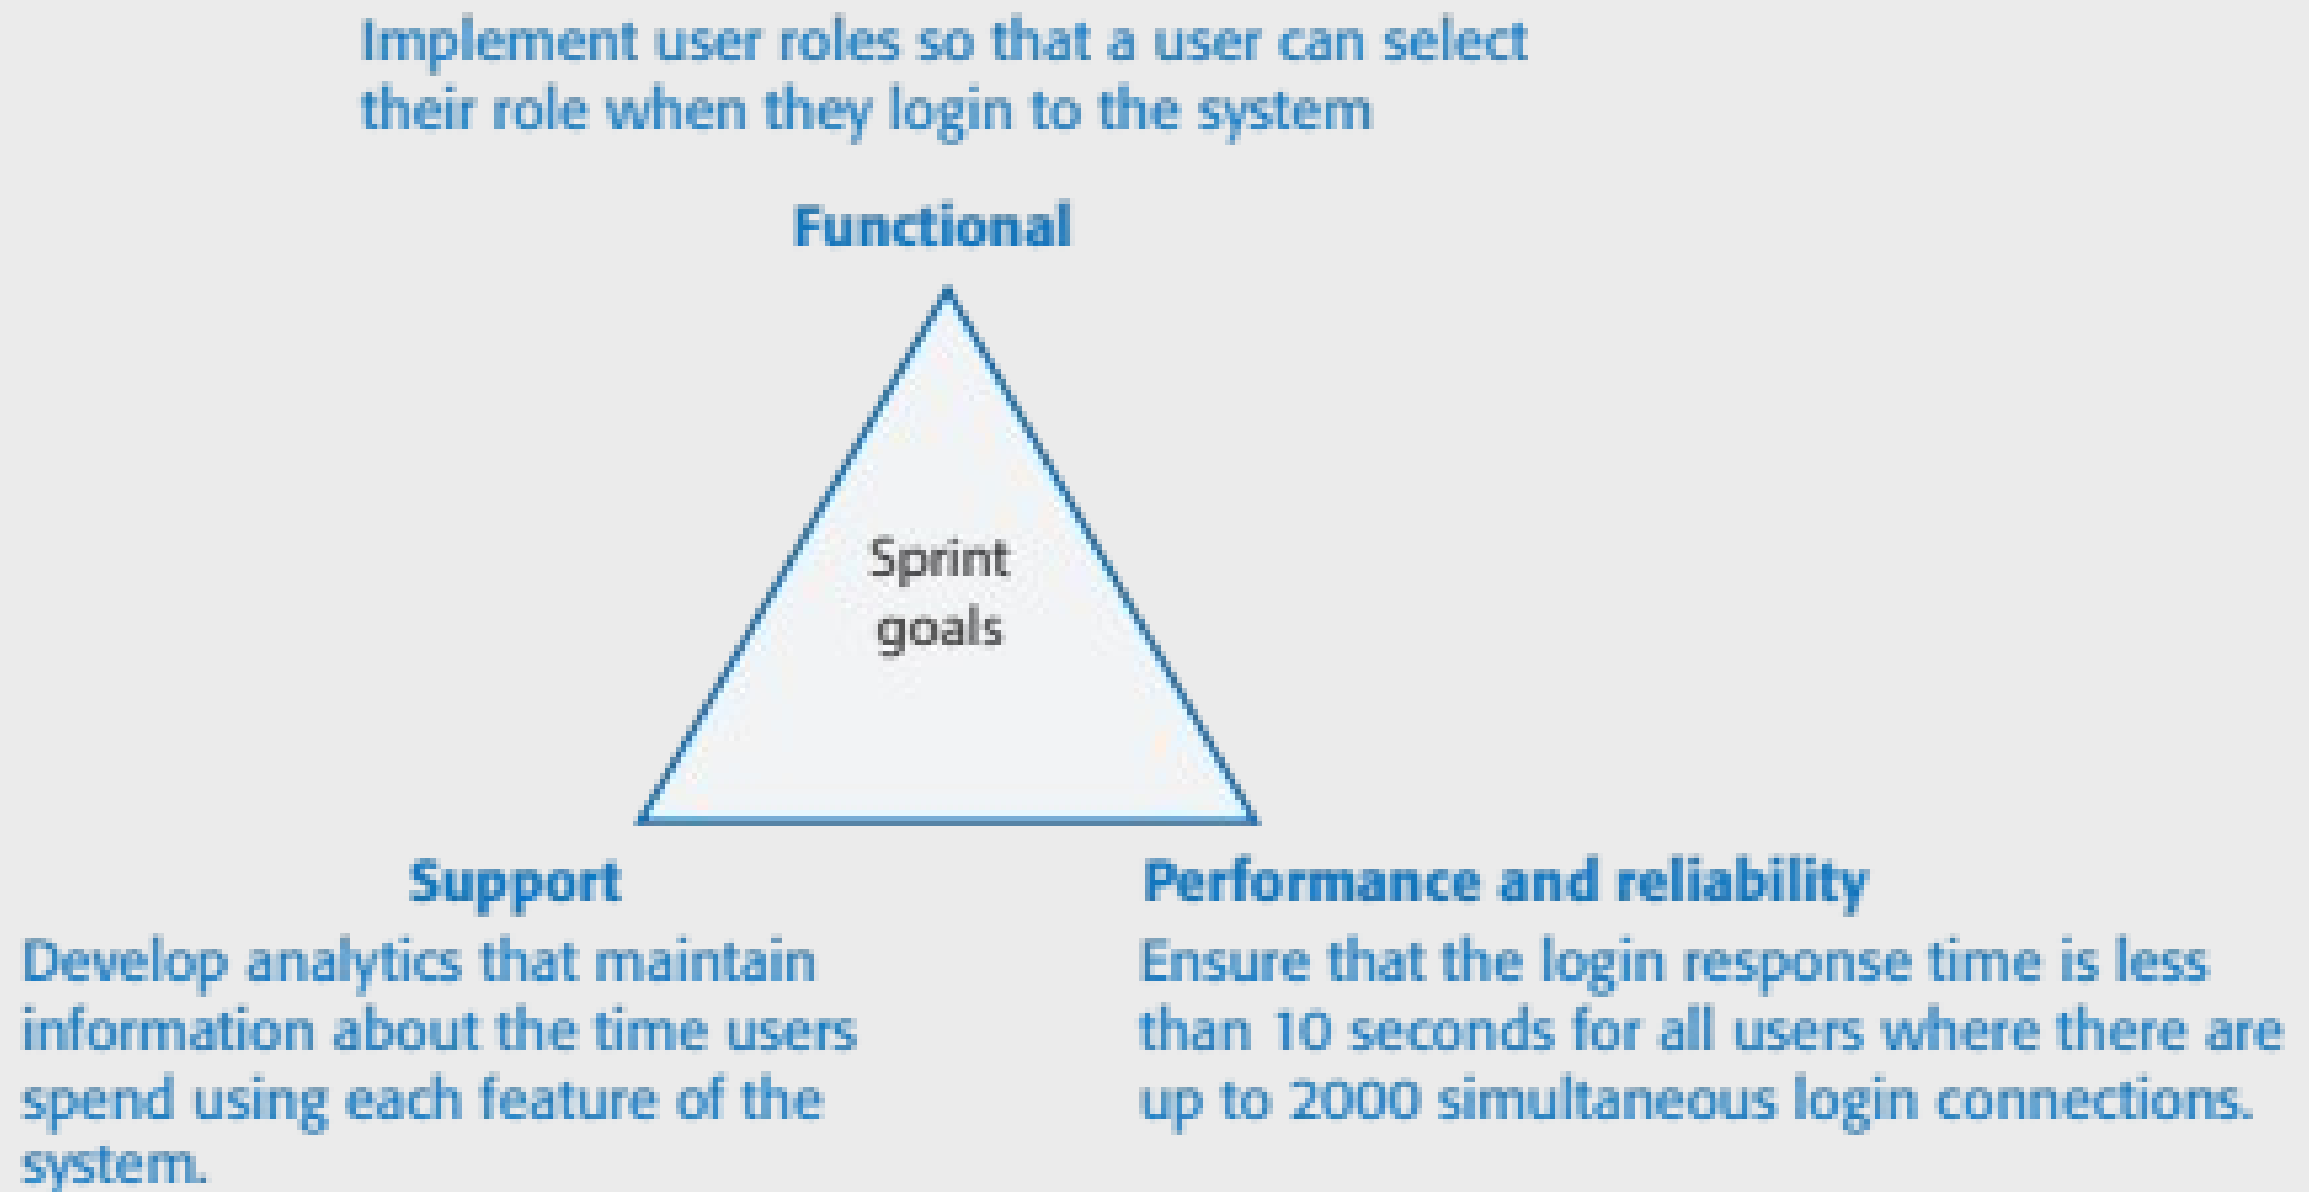 Implement user roles so that a user can select
their role when they login to the system
Functional
Sprint
goals
Support
Develop analytics that maintain
information about the time users
spend using each feature of the
system.
Performance and reliability
Ensure that the login response time is less
than 10 seconds for all users where there are
up to 2000 simultaneous login connections.